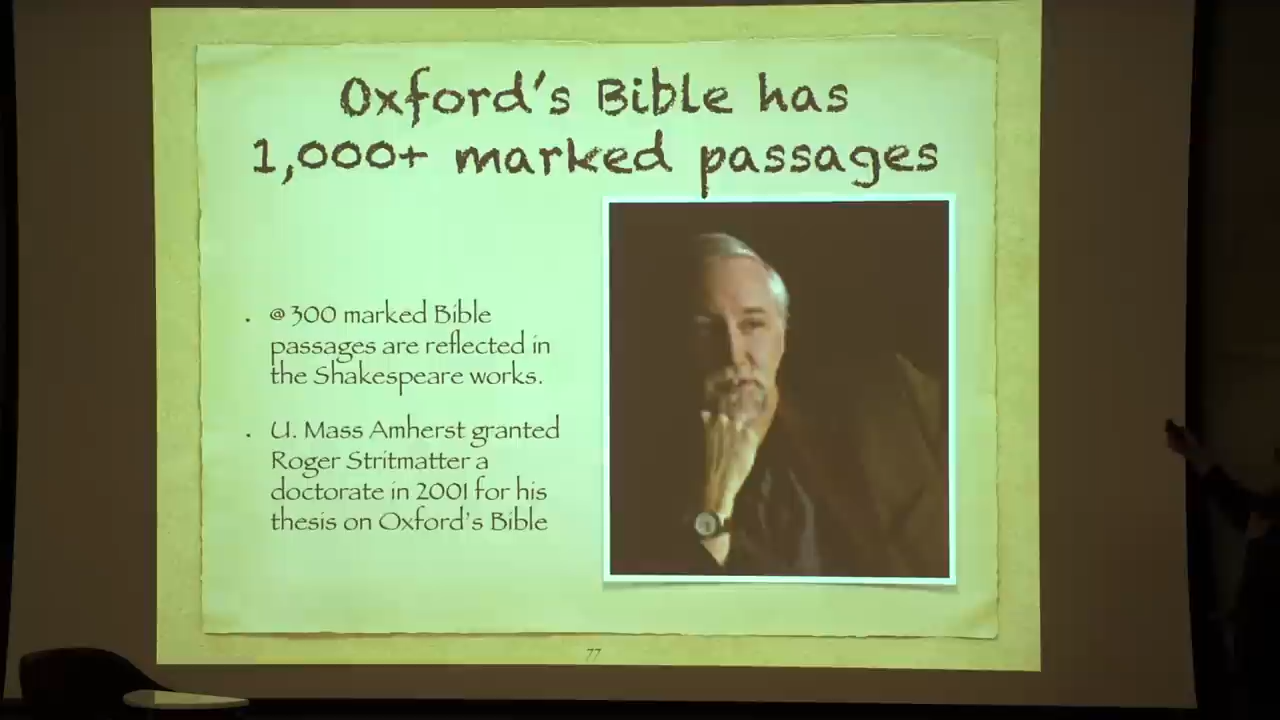 Oxford's Bible has
1,000+ marked passages
. @ 300 marked Bible
passages are reflected in
the Shakespeare works.
. U. Mass Amherst granted
Roger Stritmatter a
doctorate in 2001 for his
thesis on Oxford's Bible
77